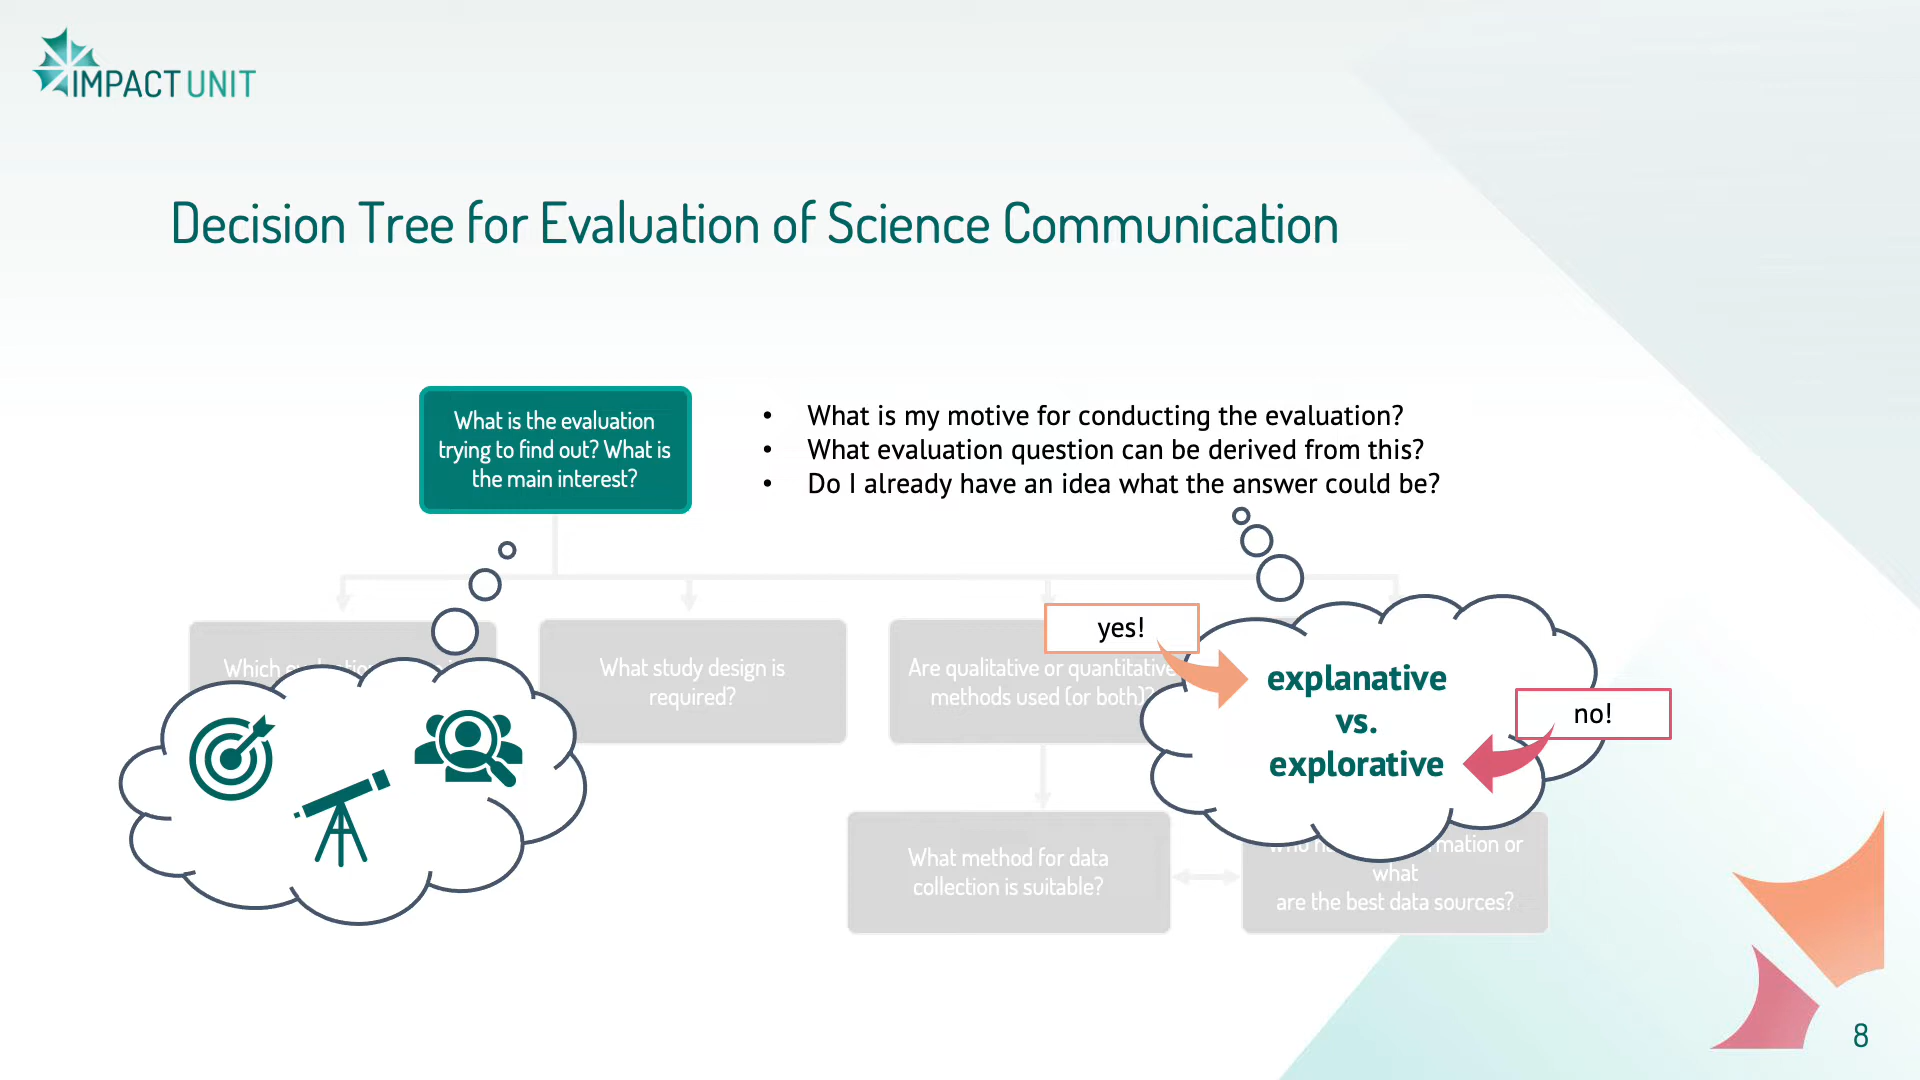 IMPACT UNIT
Decision Tree for Evaluation of Science Communication
What is the evaluation
trying to find out? What is
the main interest?
• What is my motive for conducting the evaluation?
• What evaluation question can be derived from this?
• Do I already have an idea what the answer could be?
Which
What study design is
required?
Are qualitative or quantitative
methods used (or both)?
yes!
explanative
vs.
explorative
no!
What method for data
collection is suitable?
or
what
are the best data sources?
8